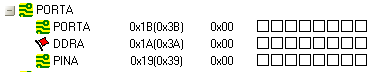 PORTA
PORTA 0x1B(0x3B) 0x00
DDRA 0x1A(0x3A) 0x00
PINA 0x19(0x39) 0x00